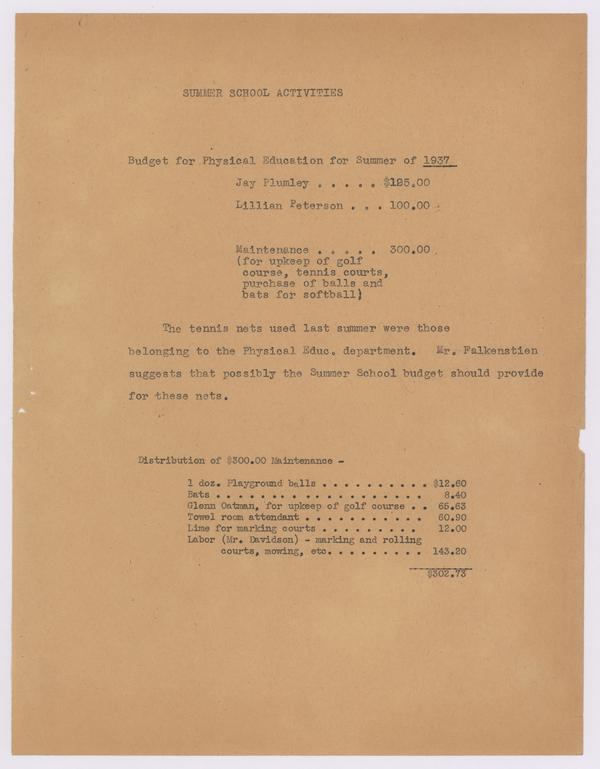 SUMMER SCHOOL ACTIVITIES
Budget for Physical Education for Summer of 1937
Jay Plumley . . . . . $125.00
Lillian Peterson . . . 100.00
Maintenance . . . . . 300.00
(for upkeep of golf
course, tennis courts,
purchase of balls and
bats for softball)
The tennis nets used last summer were those
belonging to the Physical Educ. department. Mr. Falkenstien
suggests that possibly the Summer School budget should provide
for these nets.
Distribution of $300.00 Maintenance -
1 doz. Playground balls . . . . . . . . . . $12.60
Bats . . . . . . . . . . . . . . . . . . . 8.40
Glenn Oatman, for upkeep of golf course . . 65.63
Towel room attendant . . . . . . . . . . . 60.90
Lime for marking courts . . . . . . . . . 12.00
Labor (Mr. Davidson) - marking and rolling
courts, mowing, etc. . . . . . . . . 143.20
$302.73